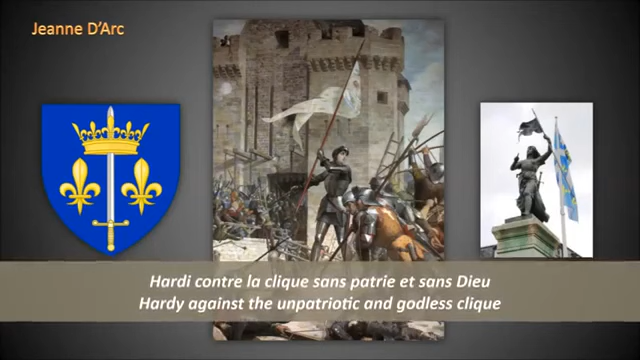 Jeanne D'Arc
Hardi contre la clique sans patrie et sans Dieu
Hardy against the unpatriotic and godless clique